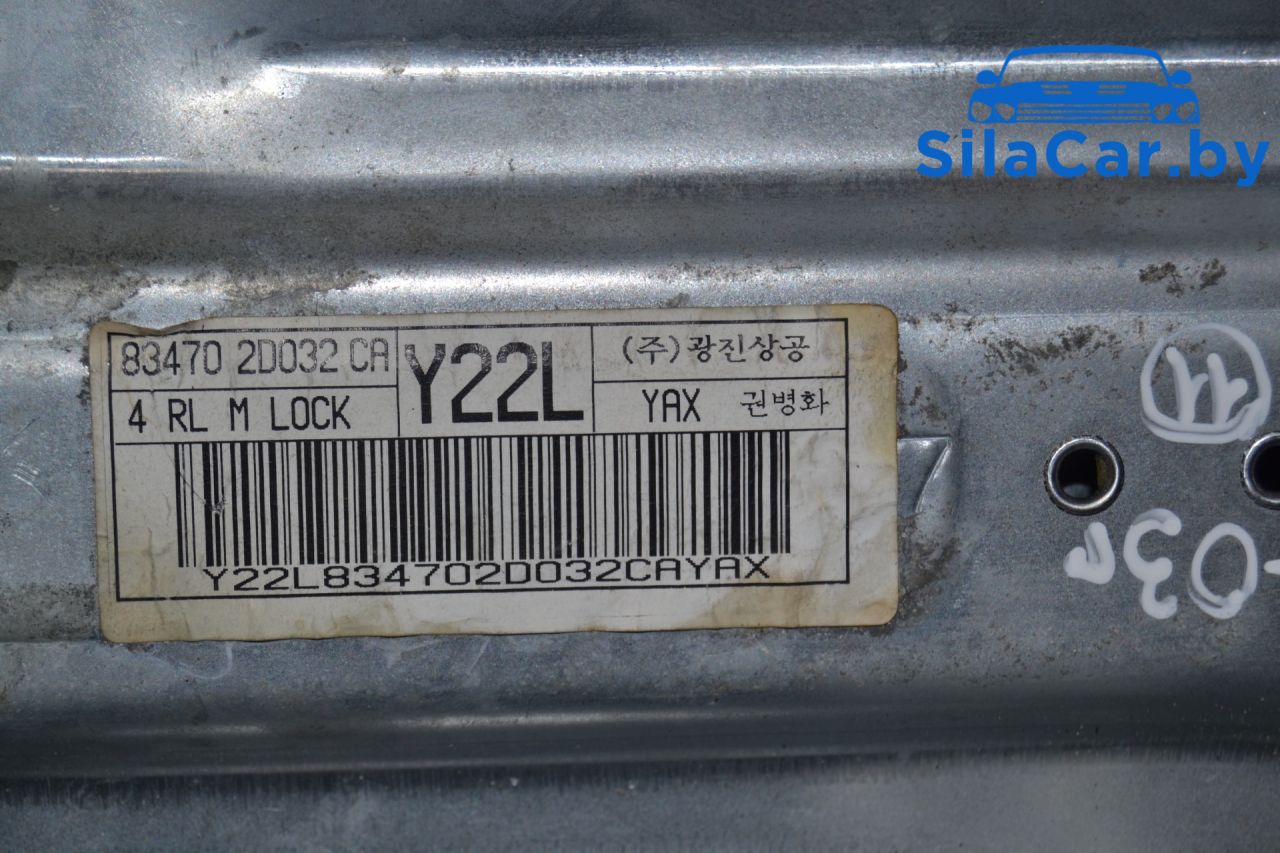 SilaCar.by
83470 2D032 CA
Y22L
(주)광진상공
4 RL M LOCK
YAX 권병화
Y22L834702D032CAYAX